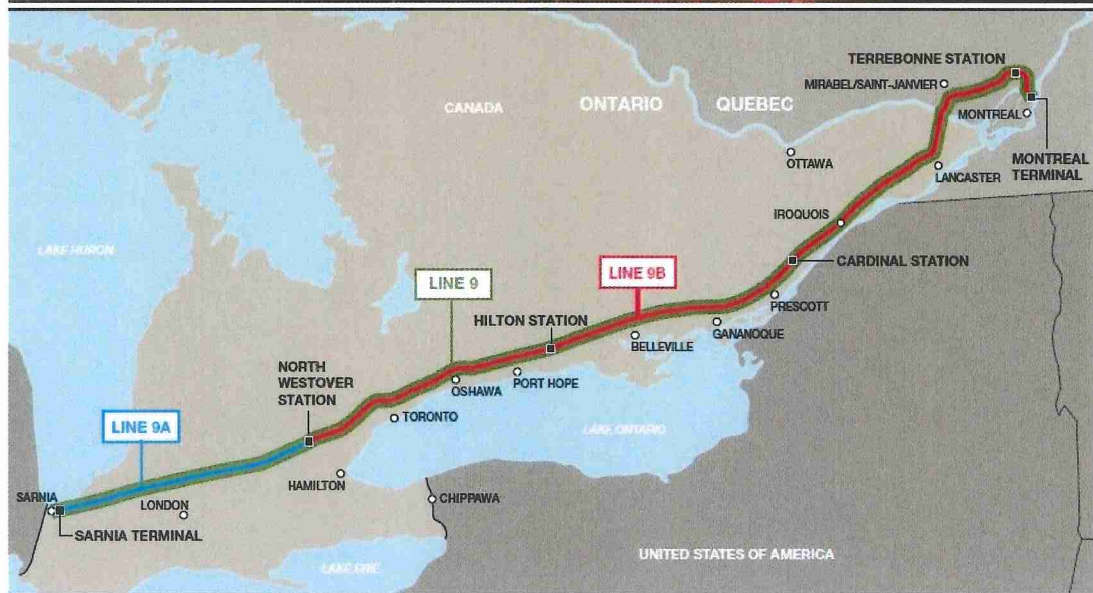 TERREBONNE STATION
MIRABEL/SAINT-JANVIER
CANADA
ONTARIO
QUEBEC
MONTREAL
OTTAWA
MONTREAL
TERMINAL
LANCASTER
IROQUOIS
LAKE HURON
CARDINAL STATION
LINE 9
LINE 9B
PRESCOTT
HILTON STATION
GANANOQUE
BELLEVILLE
NORTH
WESTOVER
STATION
OSHAWA
PORT HOPE
TORONTO
LAKE ONTARIO
LINE 9A
HAMILTON
SARNIA
LONDON
CHIPPAWA
SARNIA TERMINAL
UNITED STATES OF AMERICA
LAKE ERIE